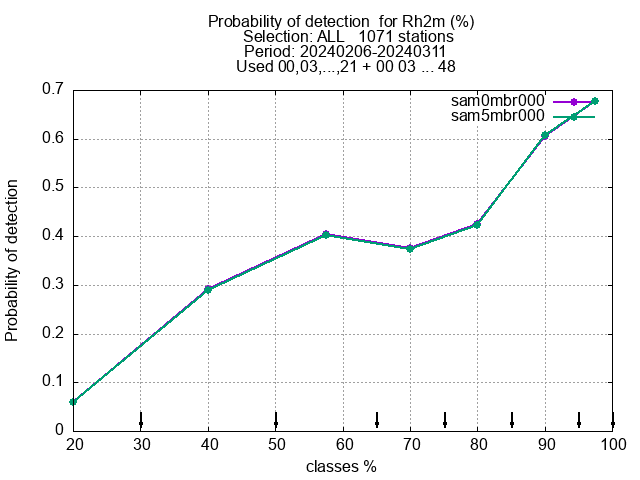 Probability of detection  for Rh2m (%)
Selection: ALL   1071 stations
Period: 20240206-20240311
Used 00,03,...,21 + 00 03 ... 48
sam0mbr000
sam5mbr000
Probability of detection
0.7
0.6
0.5
0.4
0.3
0.2
0.1
0
20 30 40 50 60 70 80 90 100
classes %